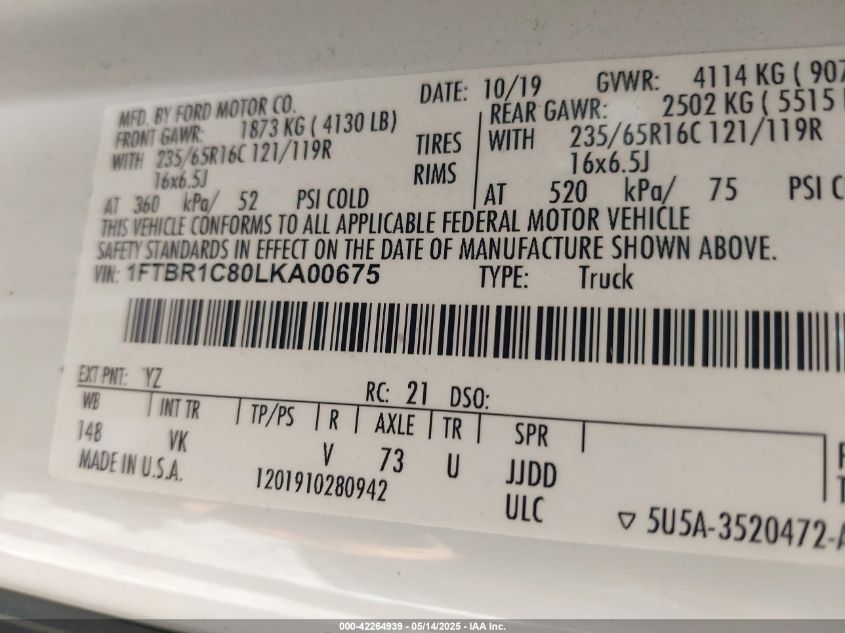 MFD. BY FORD MOTOR CO. DATE: 10/19 GVWR: 4114 KG ( 907
FRONT GAWR: 1873 KG ( 4130 LB) REAR GAWR: 2502 KG ( 5515
WITH 235/65R16C 121/119R TIRES WITH 235/65R16C 121/119R
16x6.5J RIMS 16x6.5J
AT 360 kPa/ 52 PSI COLD AT 520 kPa/ 75 PSI C
THIS VEHICLE CONFORMS TO ALL APPLICABLE FEDERAL MOTOR VEHICLE
SAFETY STANDARDS IN EFFECT ON THE DATE OF MANUFACTURE SHOWN ABOVE.
VIN: 1FTBR1C80LKA00675 TYPE: Truck
EXT PNT: YZ RC: 21 DSO:
WB INT TR TP/PS R AXLE TR SPR
148 VK V 73 U JJDD
MADE IN U.S.A. 1201910280942 ULC
▽ 5U5A-3520472-A
000-42264939 - 05/14/2025 - IAA Inc.